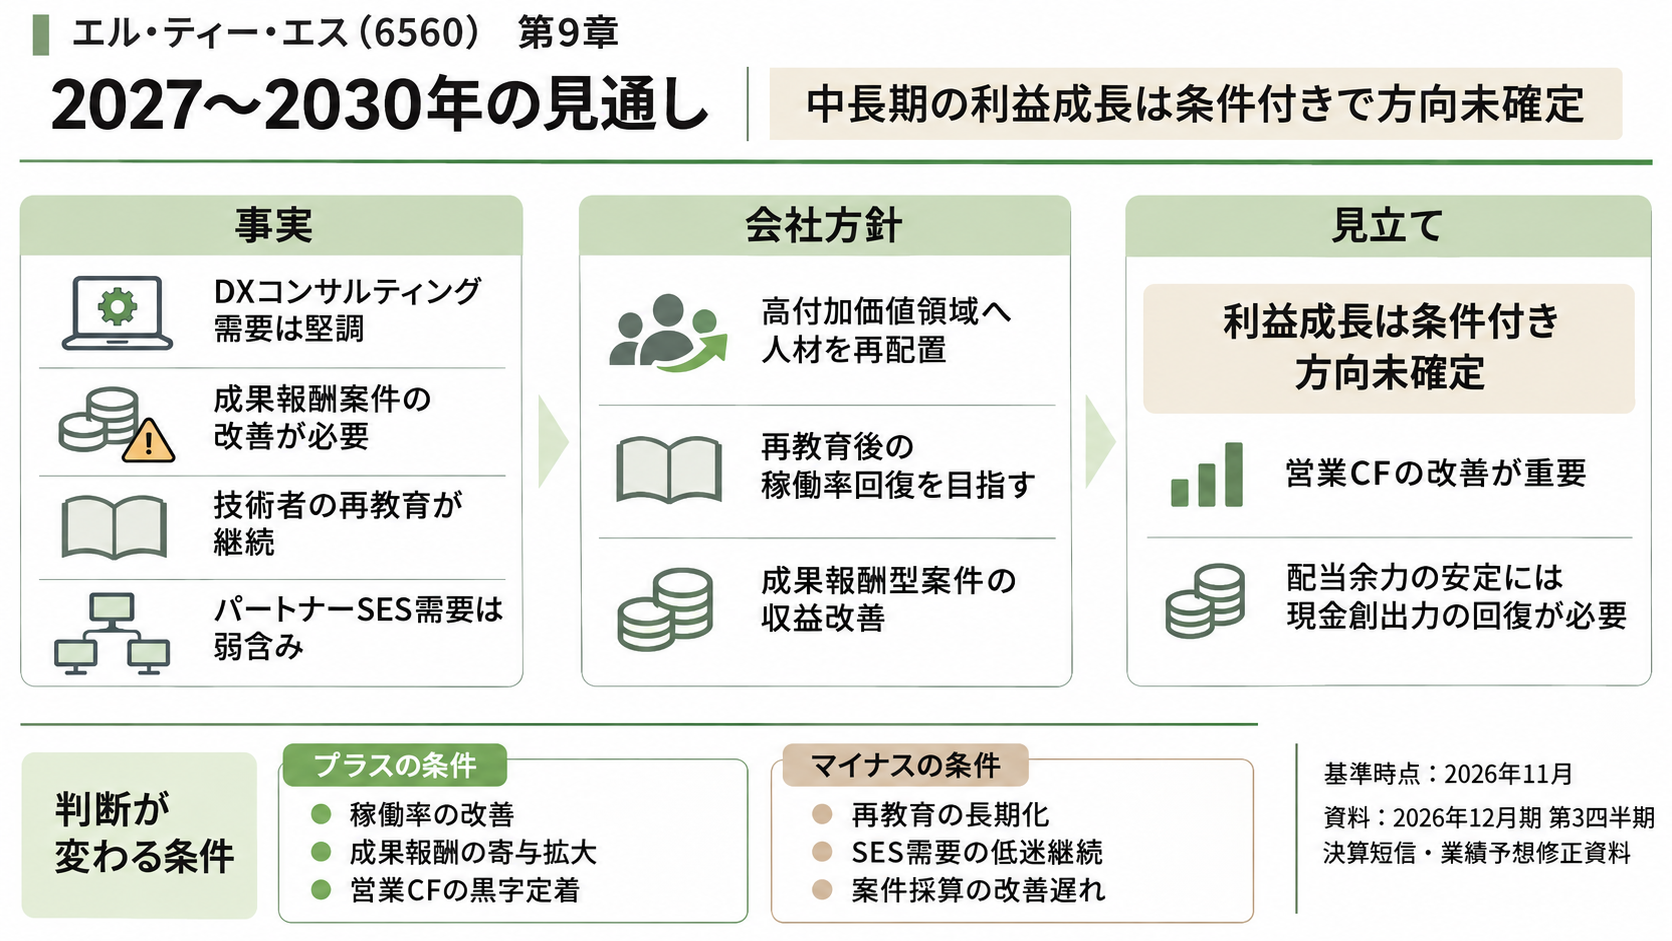 エル・ティー・エス（6560） 第9章
2027～2030年の見通し
中長期の利益成長は条件付きで方向未確定
事実
DXコンサルティング
需要は堅調
成果報酬案件の
改善が必要
技術者の再教育が
継続
パートナーSES需要は
弱含み
会社方針
高付加価値領域へ
人材を再配置
再教育後の
稼働率回復を目指す
成果報酬型案件の
収益改善
見立て
利益成長は条件付き
方向未確定
営業CFの改善が重要
配当余力の安定には
現金創出力の回復が必要
判断が
変わる条件
プラスの条件
稼働率の改善
成果報酬の寄与拡大
営業CFの黒字定着
マイナスの条件
再教育の長期化
SES需要の低迷継続
案件採算の改善遅れ
基準時点：2026年11月
資料：2026年12月期 第3四半期
決算短信・業績予想修正資料